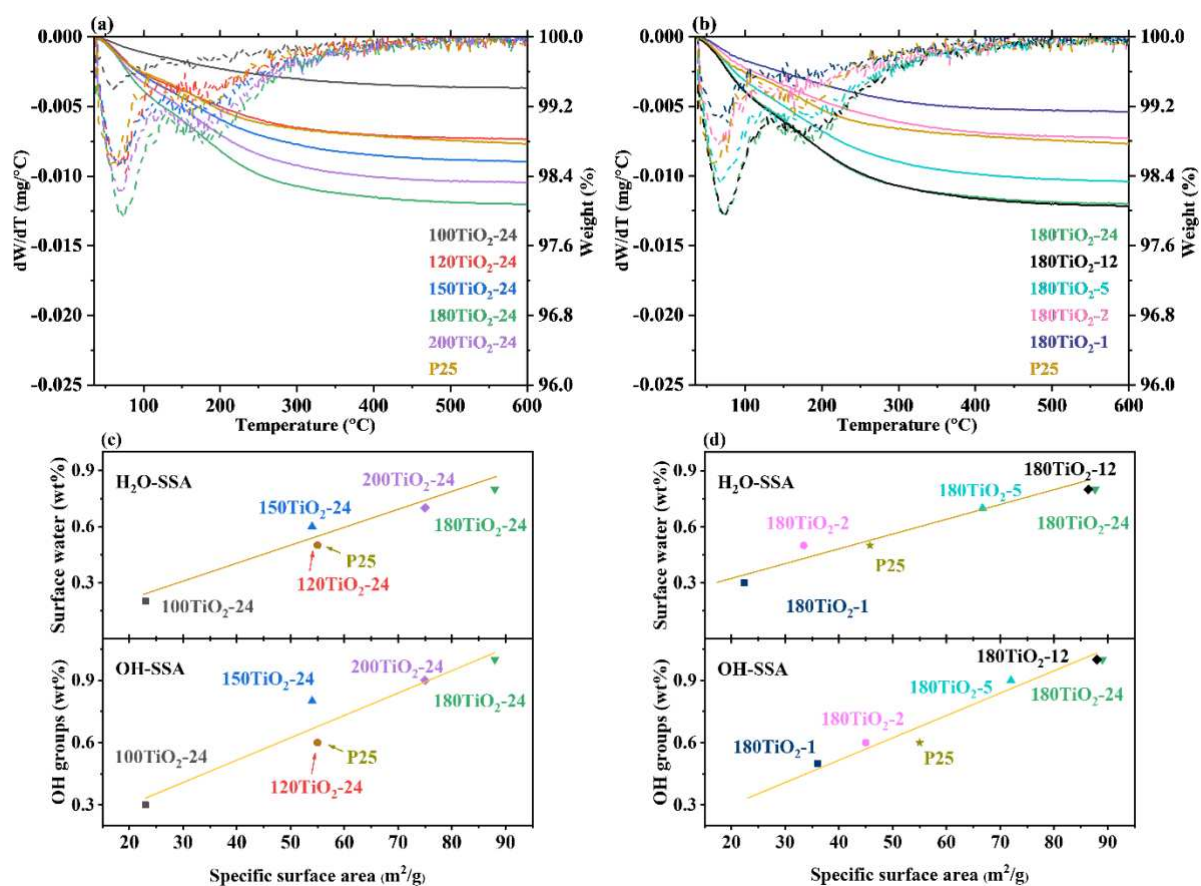 (a)
0.000
-0.005
-0.010
-0.015
-0.020
-0.025
dW/dT (mg/°C)
100.0
99.2
98.4
97.6
96.8
96.0
Weight (%)
100TiO₂-24
120TiO₂-24
150TiO₂-24
180TiO₂-24
200TiO₂-24
P25
100 200 300 400 500 600
Temperature (°C)
(b)
0.000
-0.005
-0.010
-0.015
-0.020
-0.025
dW/dT (mg/°C)
100.0
99.2
98.4
97.6
96.8
96.0
Weight (%)
180TiO₂-24
180TiO₂-12
180TiO₂-5
180TiO₂-2
180TiO₂-1
P25
100 200 300 400 500 600
Temperature (°C)
(c)
Surface water (wt%)
0.9
0.6
0.3
H₂O-SSA
200TiO₂-24
150TiO₂-24
180TiO₂-24
P25
120TiO₂-24
100TiO₂-24
OH groups (wt%)
0.9
0.6
0.3
OH-SSA
200TiO₂-24
150TiO₂-24
180TiO₂-24
100TiO₂-24
P25
120TiO₂-24
20 30 40 50 60 70 80 90
Specific surface area (m²/g)
(d)
Surface water (wt%)
0.9
0.6
0.3
H₂O-SSA
180TiO₂-12
180TiO₂-5
180TiO₂-2
180TiO₂-24
P25
180TiO₂-1
OH groups (wt%)
0.9
0.6
0.3
OH-SSA
180TiO₂-12
180TiO₂-5
180TiO₂-24
180TiO₂-2
180TiO₂-1
P25
20 30 40 50 60 70 80 90
Specific surface area (m²/g)